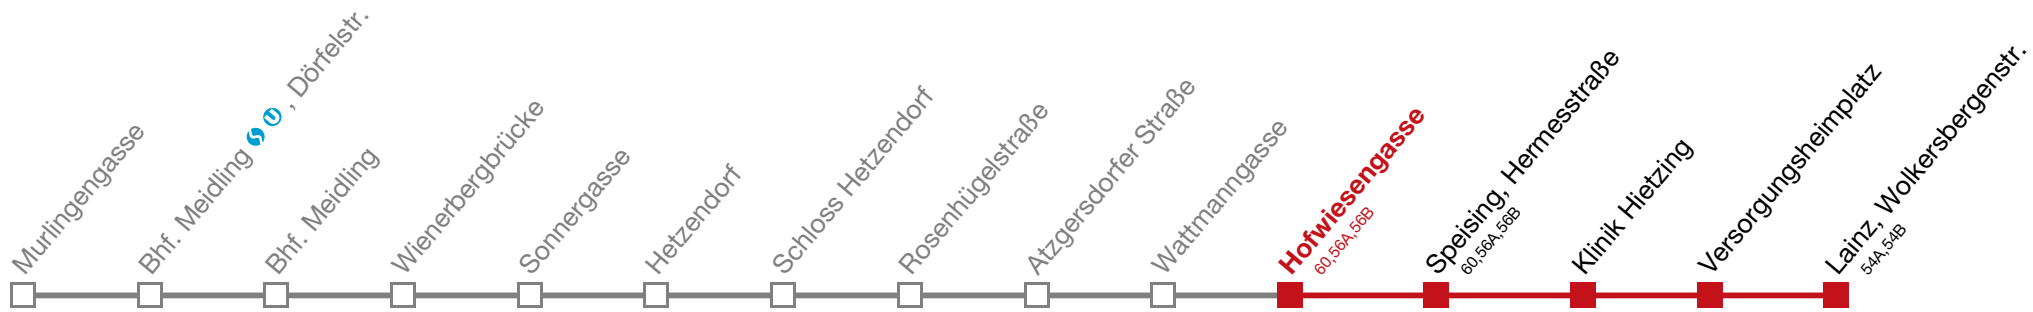 Murlingengasse
Bhf. Meidling S U , Dörfelstr.
Bhf. Meidling
Wienerbergbrücke
Sonnergasse
Hetzendorf
Schloss Hetzendorf
Rosenhügelstraße
Atzgersdorfer Straße
Wattmanngasse
Hofwiesengasse
60,56A,56B
Speising, Hermesstraße
60,56A,56B
Klinik Hietzing
Versorgungsheimplatz
Lainz, Wolkersbergenstr.
54A,54B